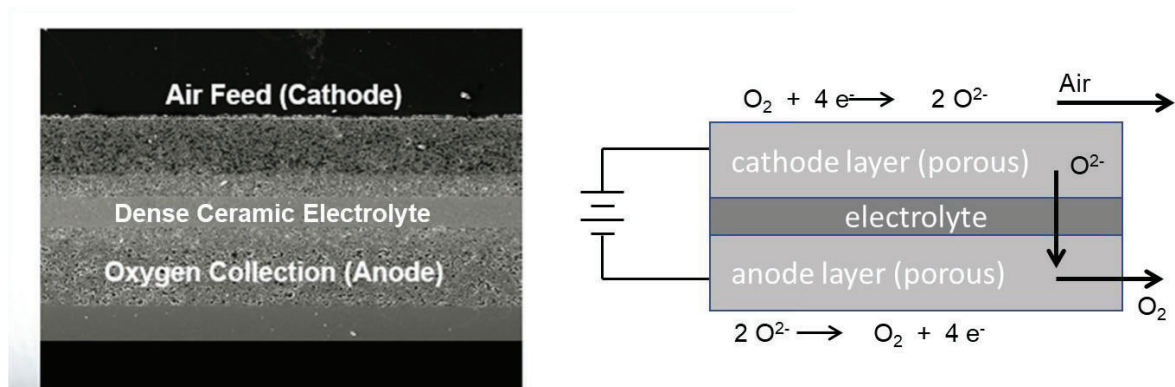 Air Feed (Cathode)
Dense Ceramic Electrolyte
Oxygen Collection (Anode)
O₂ + 4 e⁻ → 2 O²⁻
Air
cathode layer (porous)
O²⁻
electrolyte
anode layer (porous)
O₂
2 O²⁻ → O₂ + 4 e⁻